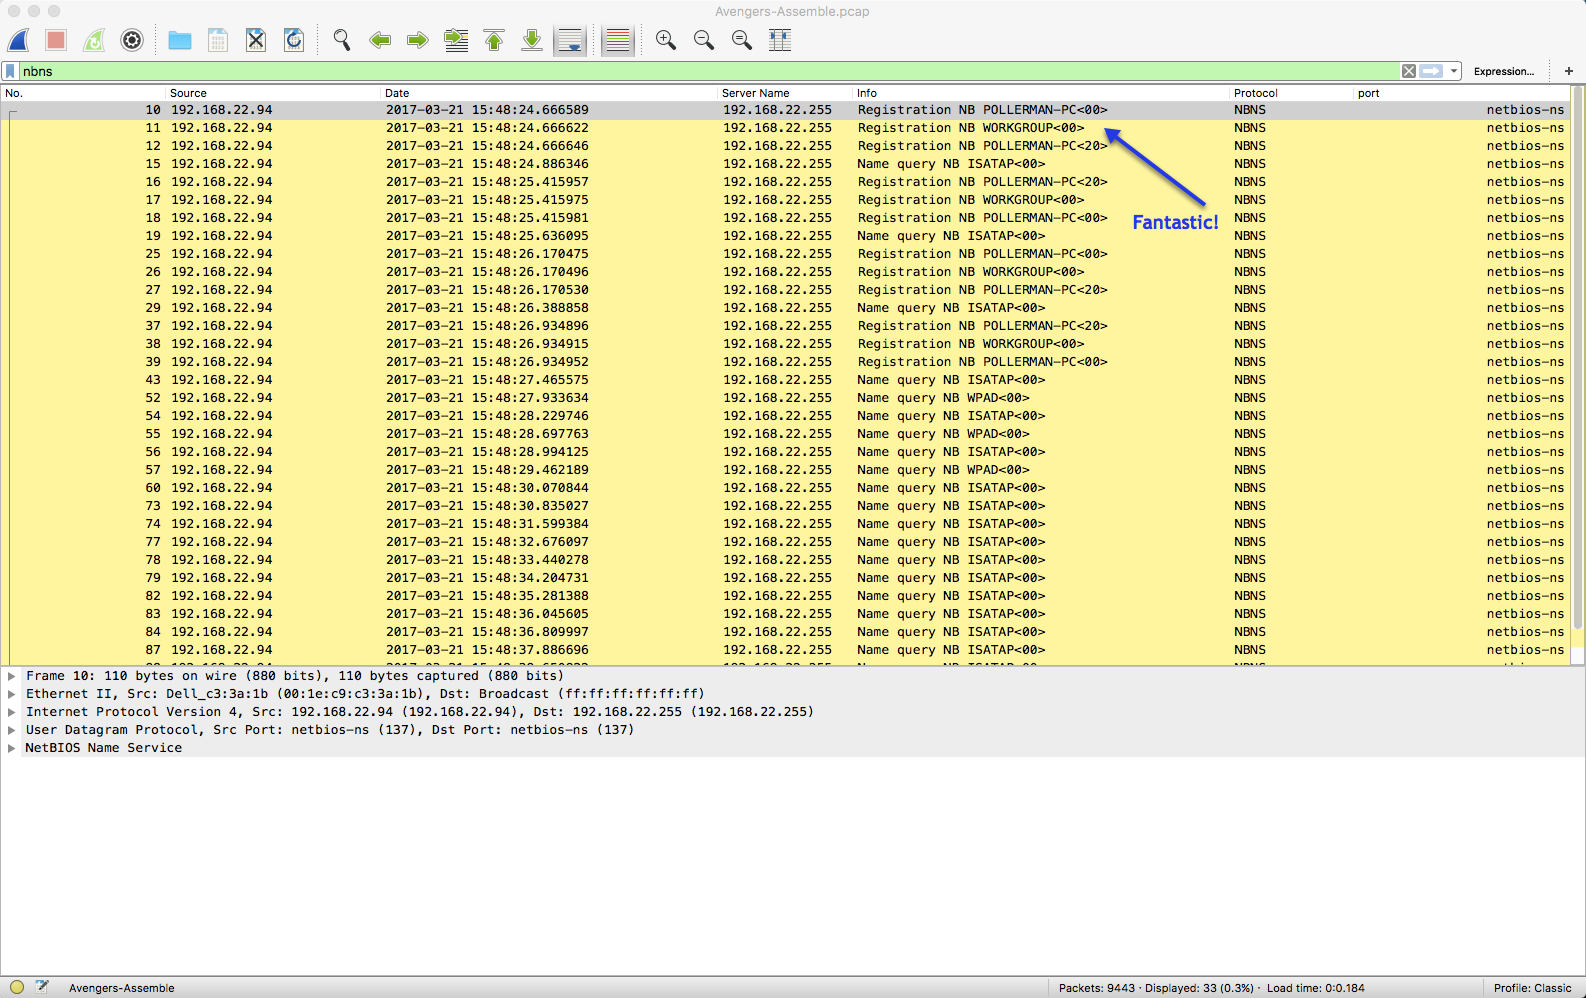 Avengers-Assemble.pcap
nbns Expression... +
No. Source Date Server Name Info Protocol port
10 192.168.22.94 2017-03-21 15:48:24.666589 192.168.22.255 Registration NB POLLERMAN-PC<00> NBNS netbios-ns
11 192.168.22.94 2017-03-21 15:48:24.666622 192.168.22.255 Registration NB WORKGROUP<00> NBNS netbios-ns
12 192.168.22.94 2017-03-21 15:48:24.666646 192.168.22.255 Registration NB POLLERMAN-PC<20> NBNS netbios-ns
15 192.168.22.94 2017-03-21 15:48:24.886346 192.168.22.255 Name query NB ISATAP<00> NBNS netbios-ns
16 192.168.22.94 2017-03-21 15:48:25.415957 192.168.22.255 Registration NB POLLERMAN-PC<20> NBNS netbios-ns
17 192.168.22.94 2017-03-21 15:48:25.415975 192.168.22.255 Registration NB WORKGROUP<00> NBNS netbios-ns
18 192.168.22.94 2017-03-21 15:48:25.415981 192.168.22.255 Registration NB POLLERMAN-PC<00> NBNS netbios-ns
Fantastic!
19 192.168.22.94 2017-03-21 15:48:25.636095 192.168.22.255 Name query NB ISATAP<00> NBNS netbios-ns
25 192.168.22.94 2017-03-21 15:48:26.170475 192.168.22.255 Registration NB POLLERMAN-PC<00> NBNS netbios-ns
26 192.168.22.94 2017-03-21 15:48:26.170496 192.168.22.255 Registration NB WORKGROUP<00> NBNS netbios-ns
27 192.168.22.94 2017-03-21 15:48:26.170530 192.168.22.255 Registration NB POLLERMAN-PC<20> NBNS netbios-ns
29 192.168.22.94 2017-03-21 15:48:26.388858 192.168.22.255 Name query NB ISATAP<00> NBNS netbios-ns
37 192.168.22.94 2017-03-21 15:48:26.934896 192.168.22.255 Registration NB POLLERMAN-PC<20> NBNS netbios-ns
38 192.168.22.94 2017-03-21 15:48:26.934915 192.168.22.255 Registration NB WORKGROUP<00> NBNS netbios-ns
39 192.168.22.94 2017-03-21 15:48:26.934952 192.168.22.255 Registration NB POLLERMAN-PC<00> NBNS netbios-ns
43 192.168.22.94 2017-03-21 15:48:27.465575 192.168.22.255 Name query NB ISATAP<00> NBNS netbios-ns
52 192.168.22.94 2017-03-21 15:48:27.933634 192.168.22.255 Name query NB WPAD<00> NBNS netbios-ns
54 192.168.22.94 2017-03-21 15:48:28.229746 192.168.22.255 Name query NB ISATAP<00> NBNS netbios-ns
55 192.168.22.94 2017-03-21 15:48:28.697763 192.168.22.255 Name query NB WPAD<00> NBNS netbios-ns
56 192.168.22.94 2017-03-21 15:48:28.994125 192.168.22.255 Name query NB ISATAP<00> NBNS netbios-ns
57 192.168.22.94 2017-03-21 15:48:29.462189 192.168.22.255 Name query NB WPAD<00> NBNS netbios-ns
60 192.168.22.94 2017-03-21 15:48:30.070844 192.168.22.255 Name query NB ISATAP<00> NBNS netbios-ns
73 192.168.22.94 2017-03-21 15:48:30.835027 192.168.22.255 Name query NB ISATAP<00> NBNS netbios-ns
74 192.168.22.94 2017-03-21 15:48:31.599384 192.168.22.255 Name query NB ISATAP<00> NBNS netbios-ns
77 192.168.22.94 2017-03-21 15:48:32.676097 192.168.22.255 Name query NB ISATAP<00> NBNS netbios-ns
78 192.168.22.94 2017-03-21 15:48:33.440278 192.168.22.255 Name query NB ISATAP<00> NBNS netbios-ns
79 192.168.22.94 2017-03-21 15:48:34.204731 192.168.22.255 Name query NB ISATAP<00> NBNS netbios-ns
82 192.168.22.94 2017-03-21 15:48:35.281388 192.168.22.255 Name query NB ISATAP<00> NBNS netbios-ns
83 192.168.22.94 2017-03-21 15:48:36.045605 192.168.22.255 Name query NB ISATAP<00> NBNS netbios-ns
84 192.168.22.94 2017-03-21 15:48:36.809997 192.168.22.255 Name query NB ISATAP<00> NBNS netbios-ns
87 192.168.22.94 2017-03-21 15:48:37.886696 192.168.22.255 Name query NB ISATAP<00> NBNS netbios-ns
Frame 10: 110 bytes on wire (880 bits), 110 bytes captured (880 bits)
Ethernet II, Src: Dell_c3:3a:1b (00:1e:c9:c3:3a:1b), Dst: Broadcast (ff:ff:ff:ff:ff:ff)
Internet Protocol Version 4, Src: 192.168.22.94 (192.168.22.94), Dst: 192.168.22.255 (192.168.22.255)
User Datagram Protocol, Src Port: netbios-ns (137), Dst Port: netbios-ns (137)
NetBIOS Name Service
Avengers-Assemble Packets: 9443 · Displayed: 33 (0.3%) · Load time: 0:0.184 Profile: Classic